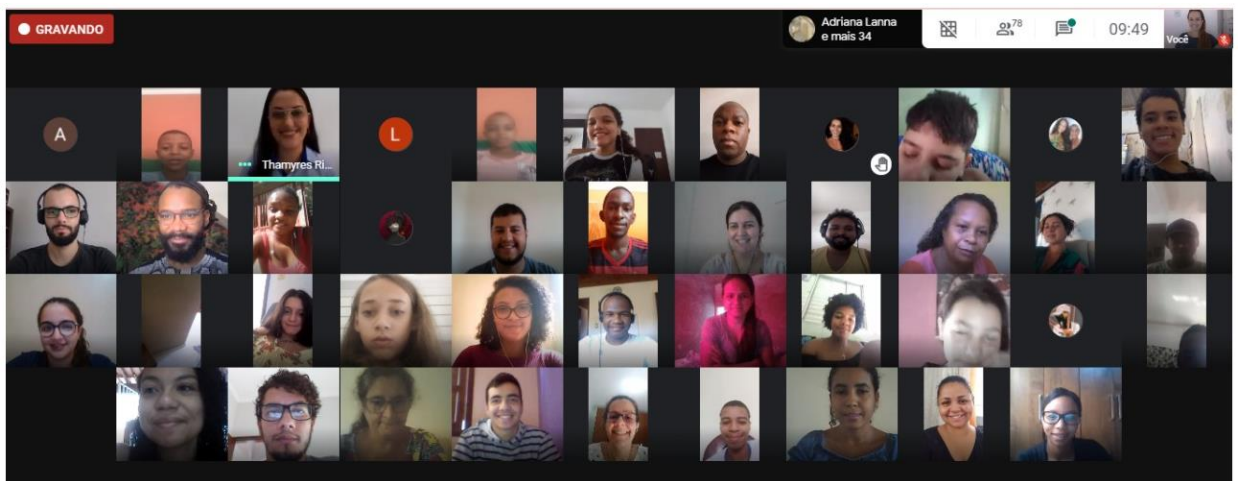 GRAVANDO
Adriana Lanna
e mais 34
78
09:49
Você
A
Thamyres Ri...
L